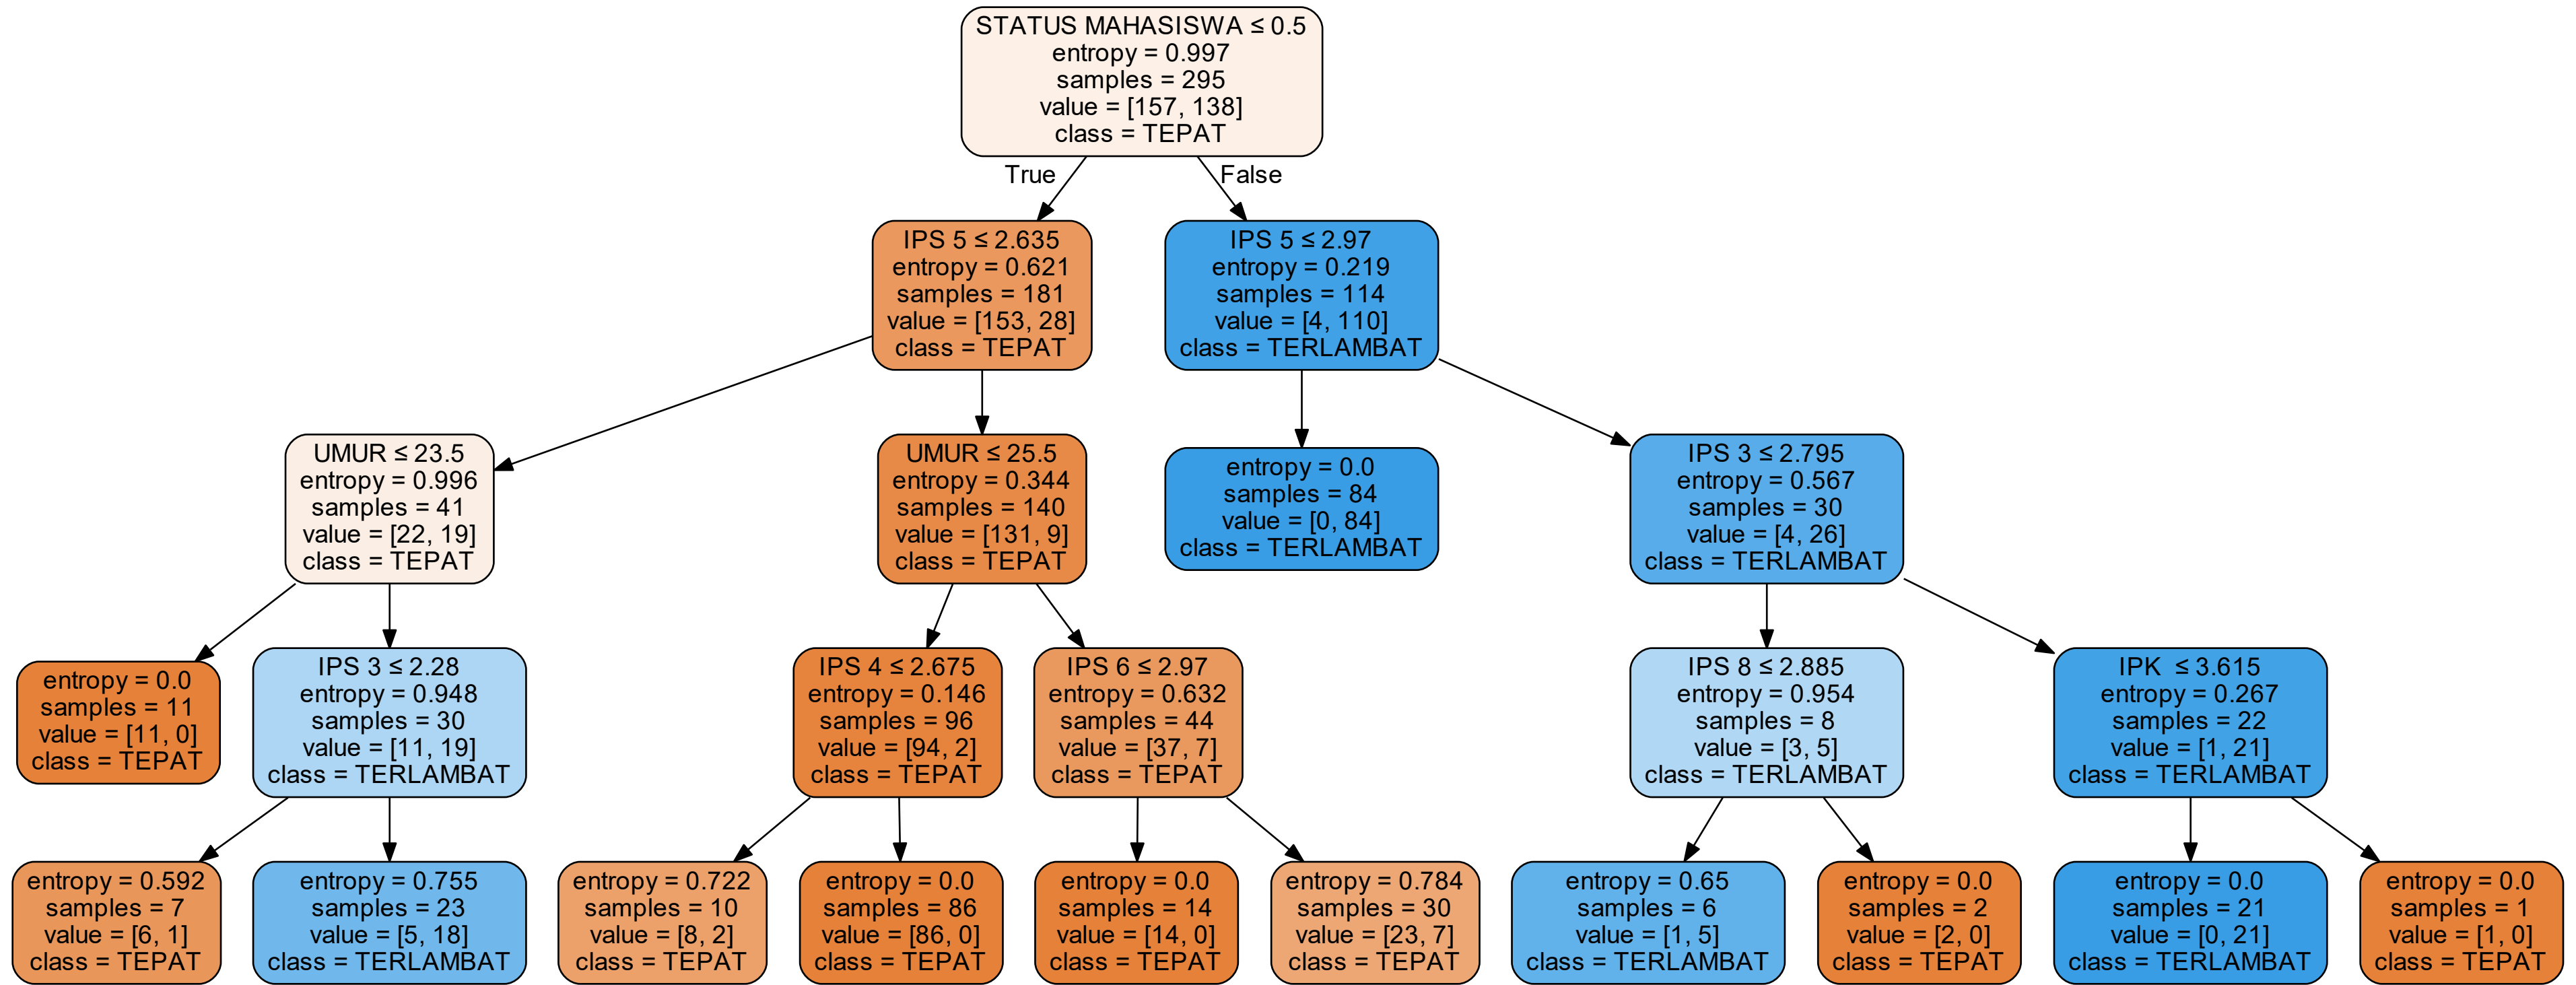 STATUS MAHASISWA ≤ 0.5
entropy = 0.997
samples = 295
value = [157, 138]
class = TEPAT
True
False
IPS 5 ≤ 2.635
entropy = 0.621
samples = 181
value = [153, 28]
class = TEPAT
IPS 5 ≤ 2.97
entropy = 0.219
samples = 114
value = [4, 110]
class = TERLAMBAT
UMUR ≤ 23.5
entropy = 0.996
samples = 41
value = [22, 19]
class = TEPAT
UMUR ≤ 25.5
entropy = 0.344
samples = 140
value = [131, 9]
class = TEPAT
entropy = 0.0
samples = 84
value = [0, 84]
class = TERLAMBAT
IPS 3 ≤ 2.795
entropy = 0.567
samples = 30
value = [4, 26]
class = TERLAMBAT
entropy = 0.0
samples = 11
value = [11, 0]
class = TEPAT
IPS 3 ≤ 2.28
entropy = 0.948
samples = 30
value = [11, 19]
class = TERLAMBAT
IPS 4 ≤ 2.675
entropy = 0.146
samples = 96
value = [94, 2]
class = TEPAT
IPS 6 ≤ 2.97
entropy = 0.632
samples = 44
value = [37, 7]
class = TEPAT
IPS 8 ≤ 2.885
entropy = 0.954
samples = 8
value = [3, 5]
class = TERLAMBAT
IPK ≤ 3.615
entropy = 0.267
samples = 22
value = [1, 21]
class = TERLAMBAT
entropy = 0.592
samples = 7
value = [6, 1]
class = TEPAT
entropy = 0.755
samples = 23
value = [5, 18]
class = TERLAMBAT
entropy = 0.722
samples = 10
value = [8, 2]
class = TEPAT
entropy = 0.0
samples = 86
value = [86, 0]
class = TEPAT
entropy = 0.0
samples = 14
value = [14, 0]
class = TEPAT
entropy = 0.784
samples = 30
value = [23, 7]
class = TEPAT
entropy = 0.65
samples = 6
value = [1, 5]
class = TERLAMBAT
entropy = 0.0
samples = 2
value = [2, 0]
class = TEPAT
entropy = 0.0
samples = 21
value = [0, 21]
class = TERLAMBAT
entropy = 0.0
samples = 1
value = [1, 0]
class = TEPAT